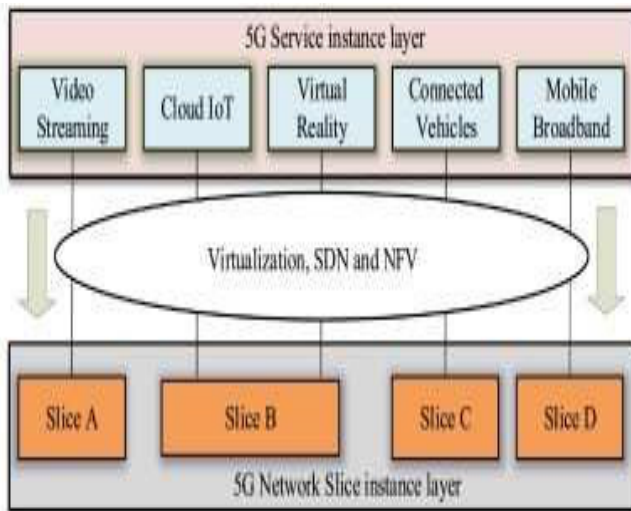 5G Service instance layer
Video
Streaming
Cloud IoT
Virtual
Reality
Connected
Vehicles
Mobile
Broadband
Virtualization, SDN and NFV
Slice A
Slice B
Slice C
Slice D
5G Network Slice instance layer